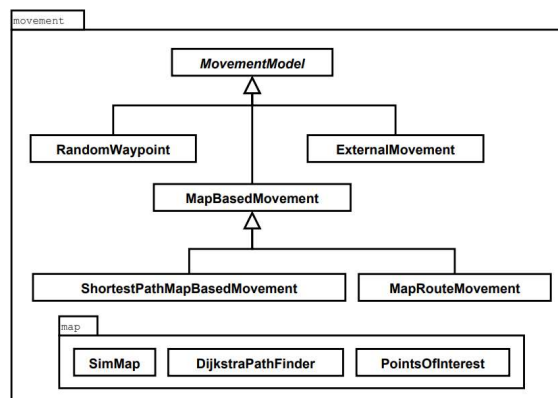 movement
MovementModel
RandomWaypoint ExternalMovement
MapBasedMovement
ShortestPathMapBasedMovement MapRouteMovement
map
SimMap DijkstraPathFinder PointsOfInterest